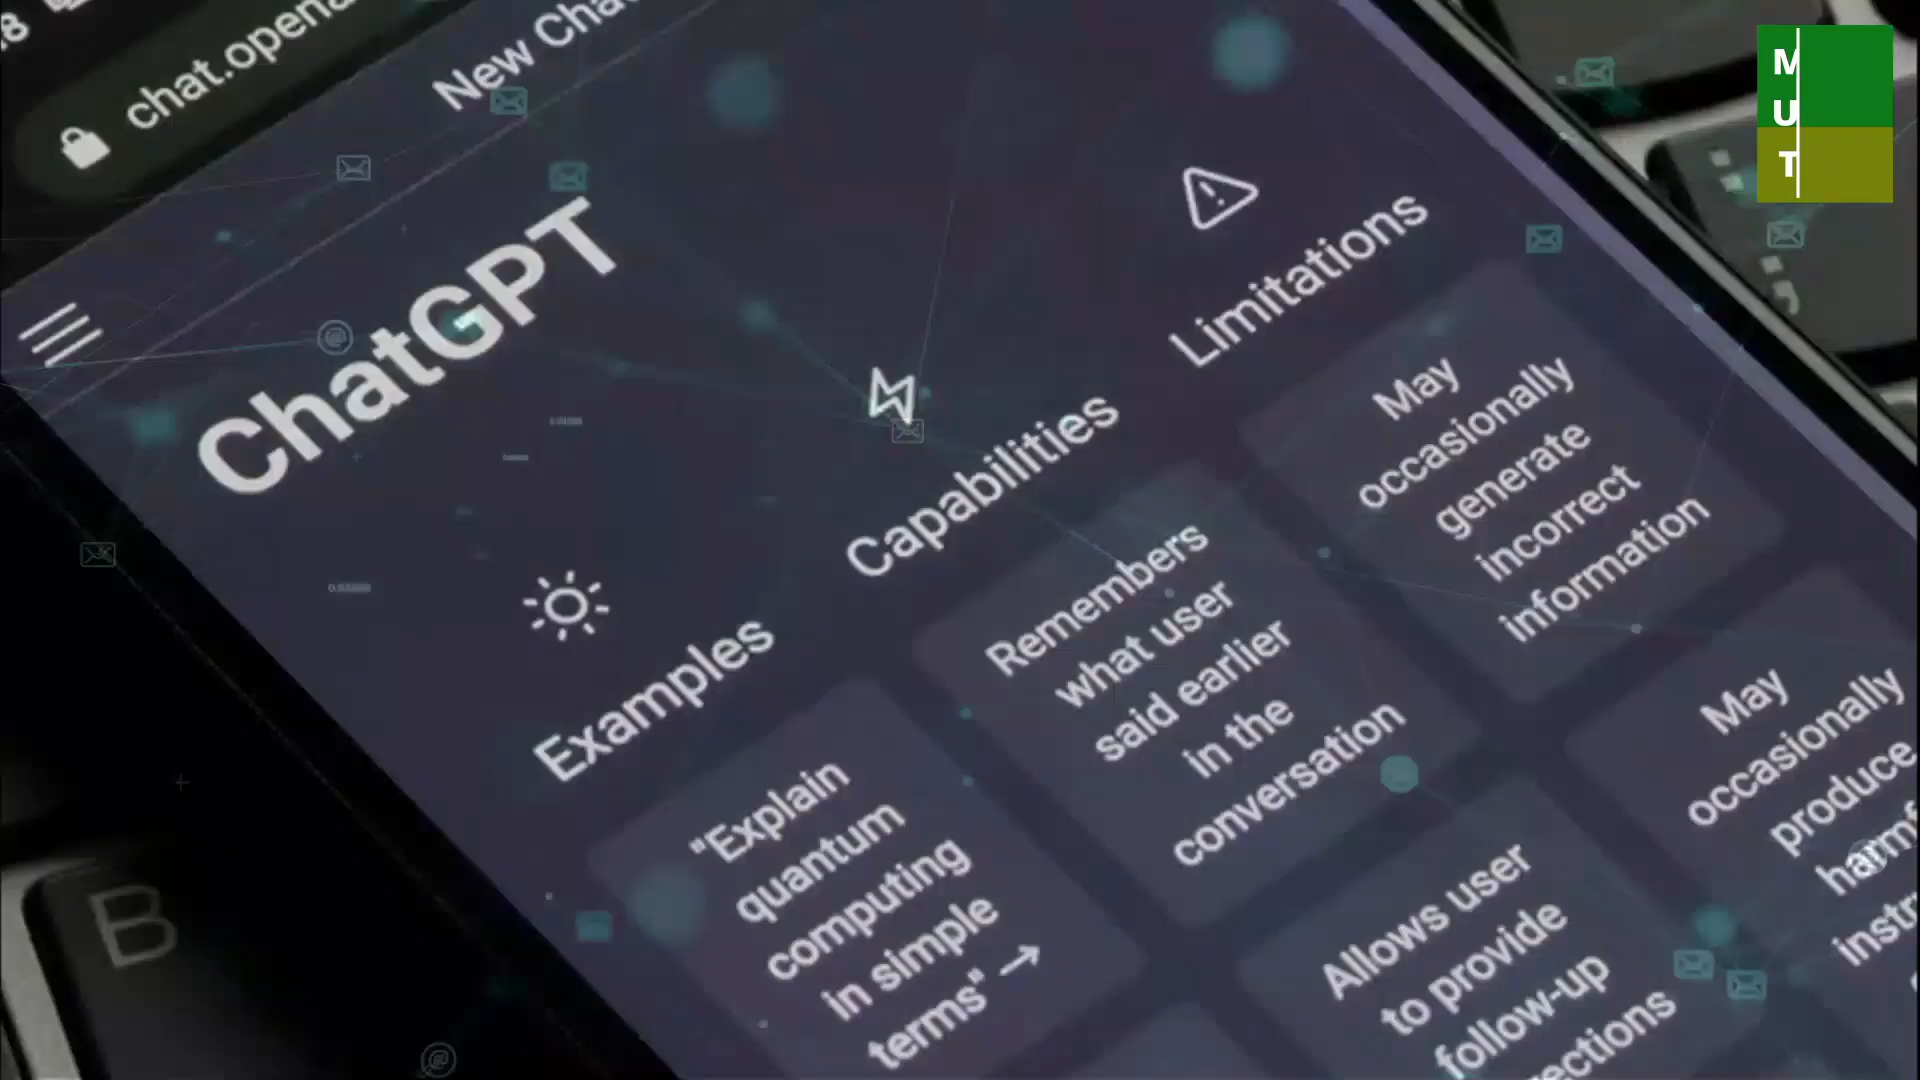 chat.opena
New Cha
ChatGPT
Examples
"Explain
quantum
computing
in simple
terms" →
Capabilities
Remembers
what user
said earlier
in the
conversation
Allows user
to provide
follow-up
Limitations
May
occasionally
generate
incorrect
information
May
occasionally
produce
B
M
U
T